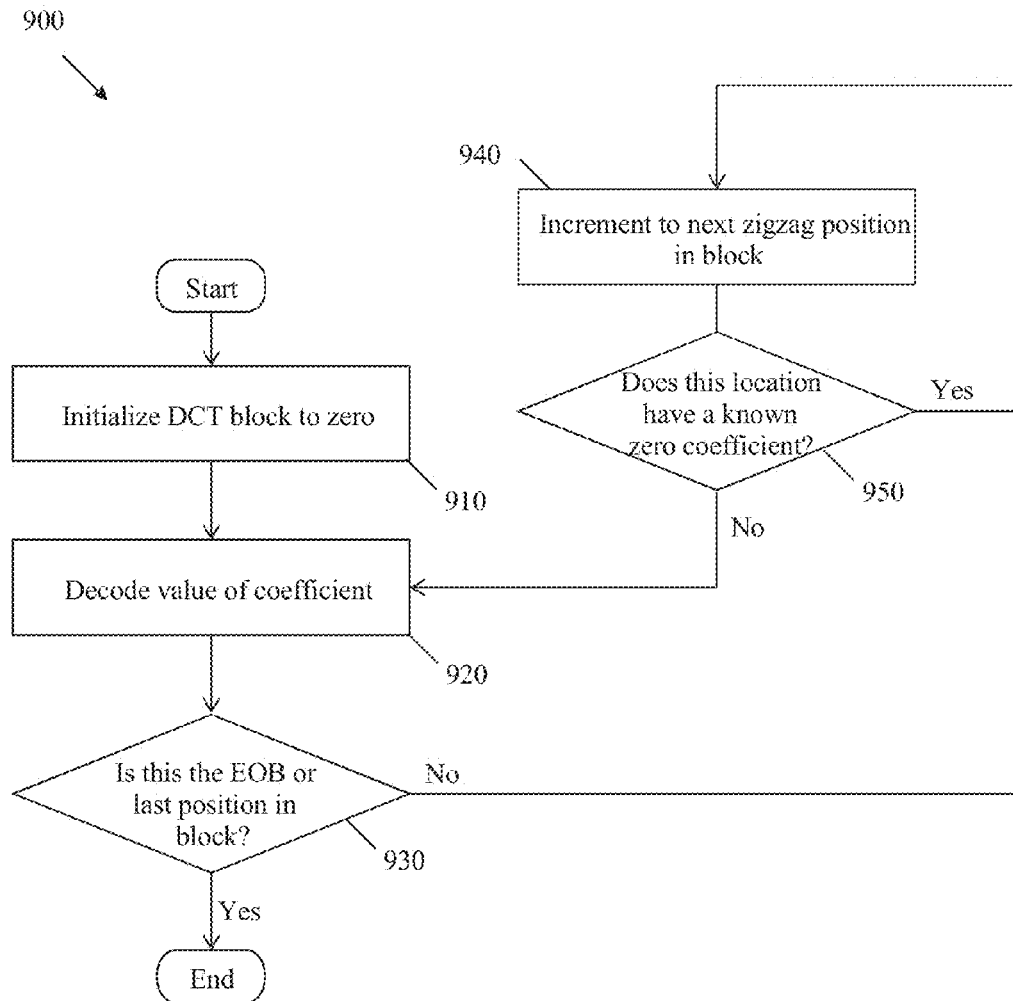 900
940
Increment to next zigzag position
in block
Start
Does this location
have a known
zero coefficient?
Yes
Initialize DCT block to zero
950
910
No
Decode value of coefficient
920
Is this the EOB or
last position in
block?
No
930
Yes
End